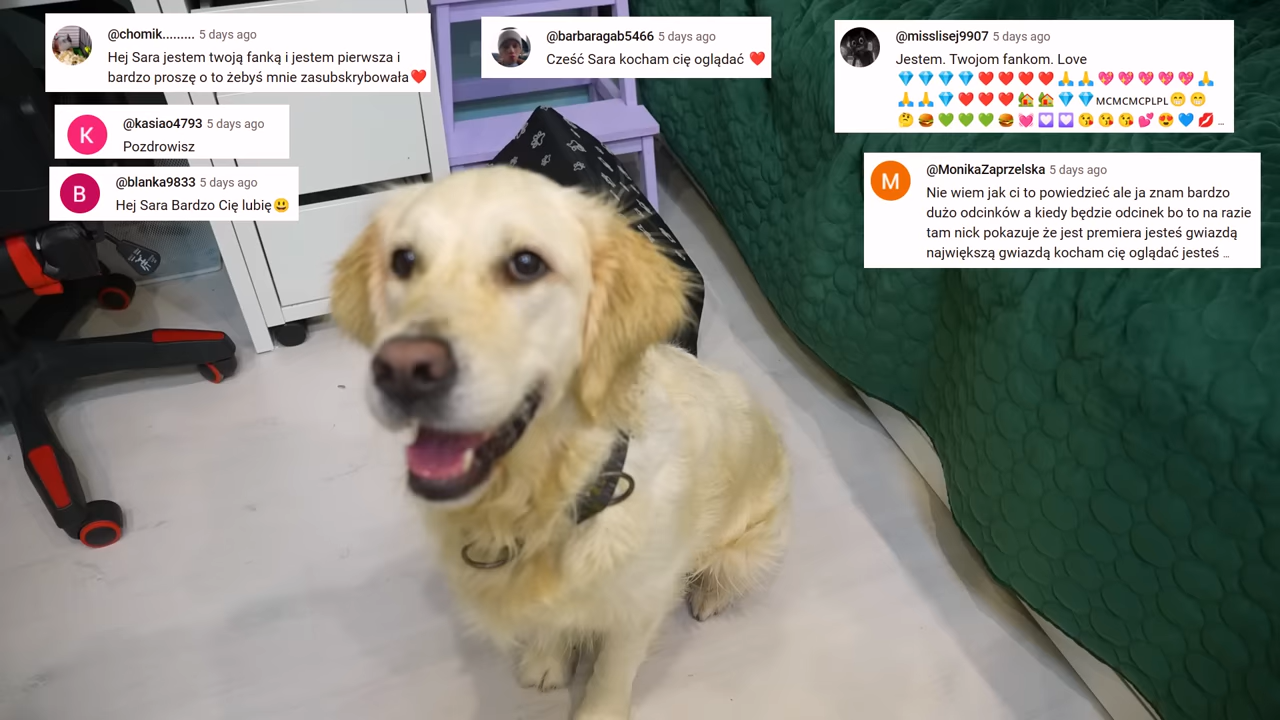 @chomik......... 5 days ago
Hej Sara jestem twoją fanką i jestem pierwsza i
bardzo proszę o to żebyś mnie zasubskrybowała❤️
@kasiao4793 5 days ago
Pozdrowisz
@blanka9833 5 days ago
Hej Sara Bardzo Cię lubię😃
@barbaragab5466 5 days ago
Cześć Sara kocham cię oglądać ❤️
@misslisej9907 5 days ago
Jestem. Twojom fankom. Love
💎💎💎💎❤️❤️❤️❤️🙏🙏💖💖💖💖💖🙏
🙏🙏💎❤️❤️❤️🏡🏡💎💎ᴍᴄᴍᴄᴍᴄᴘʟᴘʟ😁😁
🤔🍔💚💚💚🍔💓💟💟😘😘😘💕😍💙💋 ...
@MonikaZaprzelska 5 days ago
Nie wiem jak ci to powiedzieć ale ja znam bardzo
dużo odcinków a kiedy będzie odcinek bo to na razie
tam nick pokazuje że jest premiera jesteś gwiazdą
największą gwiazdą kocham cię oglądać jesteś ...
K
B
M